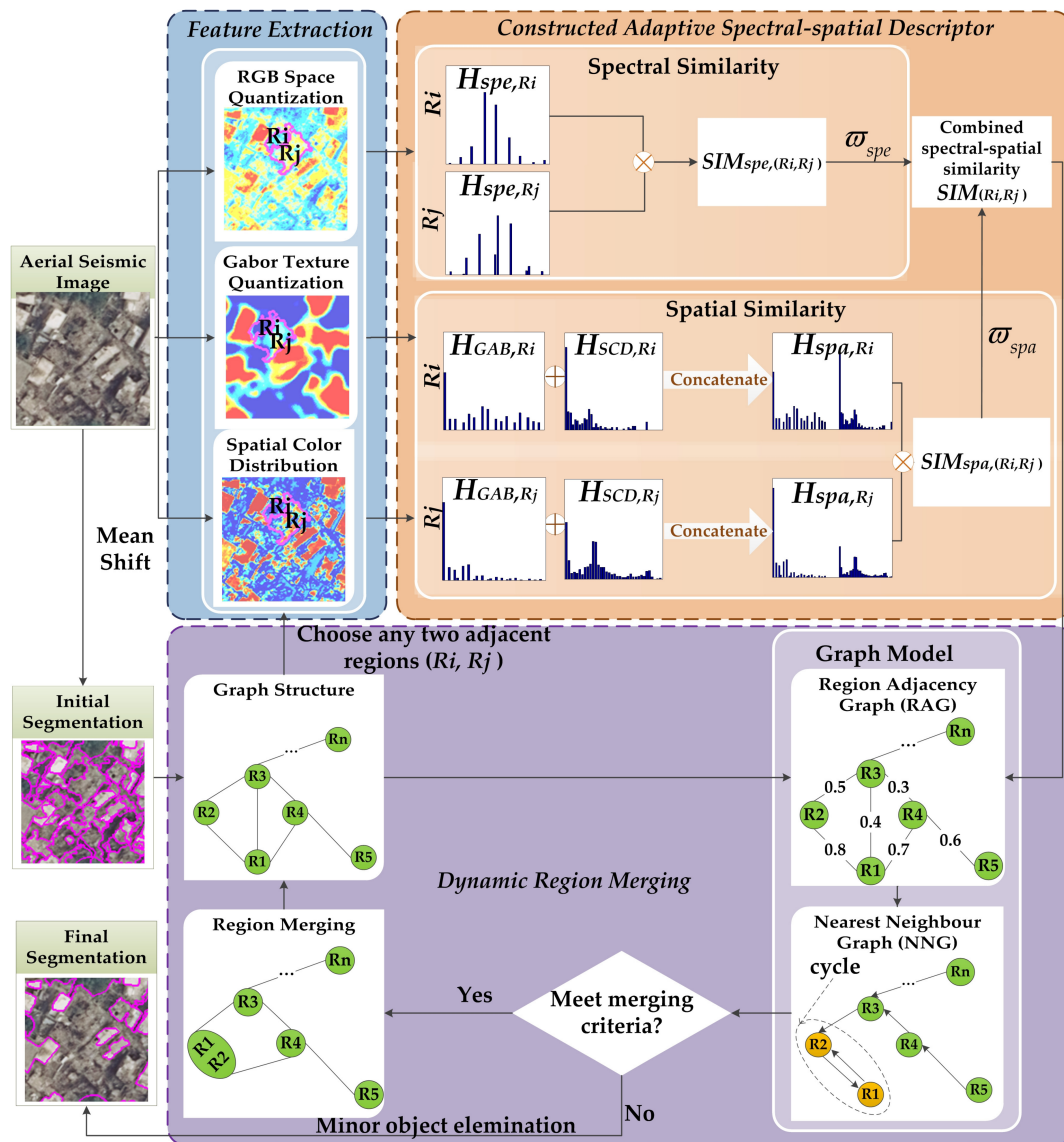 Feature Extraction
RGB Space
Quantization
Ri
Rj
Gabor Texture
Quantization
Ri
Rj
Spatial Color
Distribution
Ri
Rj
Constructed Adaptive Spectral-spatial Descriptor
Spectral Similarity
Ri
Hspe,Ri
Rj
Hspe,Rj
SIMspe,(Ri,Rj)
ϖspe
Combined
spectral-spatial
similarity
SIM(Ri,Rj)
Spatial Similarity
Ri
HGAB,Ri
HSCD,Ri
Concatenate
Hspa,Ri
Rj
HGAB,Rj
HSCD,Rj
Concatenate
Hspa,Rj
SIMspa,(Ri,Rj)
ϖspa
Aerial Seismic
Image
Mean
Shift
Initial
Segmentation
Final
Segmentation
Choose any two adjacent
regions (Ri, Rj )
Graph Structure
...
Rn
R3
R2
R4
R1
R5
Graph Model
Region Adjacency
Graph (RAG)
...
Rn
R3
0.5
0.3
R2
R4
0.4
0.8
0.7
0.6
R1
R5
Dynamic Region Merging
Region Merging
...
Rn
R3
R4
R1
R2
R5
Yes
Meet merging
criteria?
No
Minor object elemination
Nearest Neighbour
Graph (NNG)
cycle
...
Rn
R3
R2
R4
R1
R5